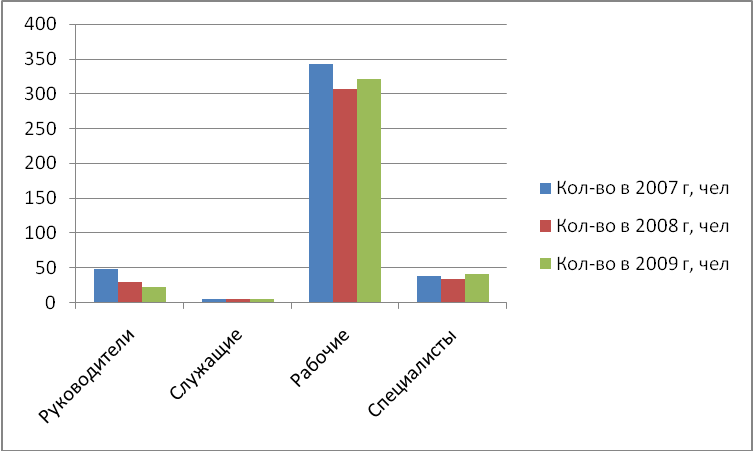 400
350
300
250
200
150
100
50
0
Руководители
Служащие
Рабочие
Специалисты
Кол-во в 2007 г, чел
Кол-во в 2008 г, чел
Кол-во в 2009 г, чел